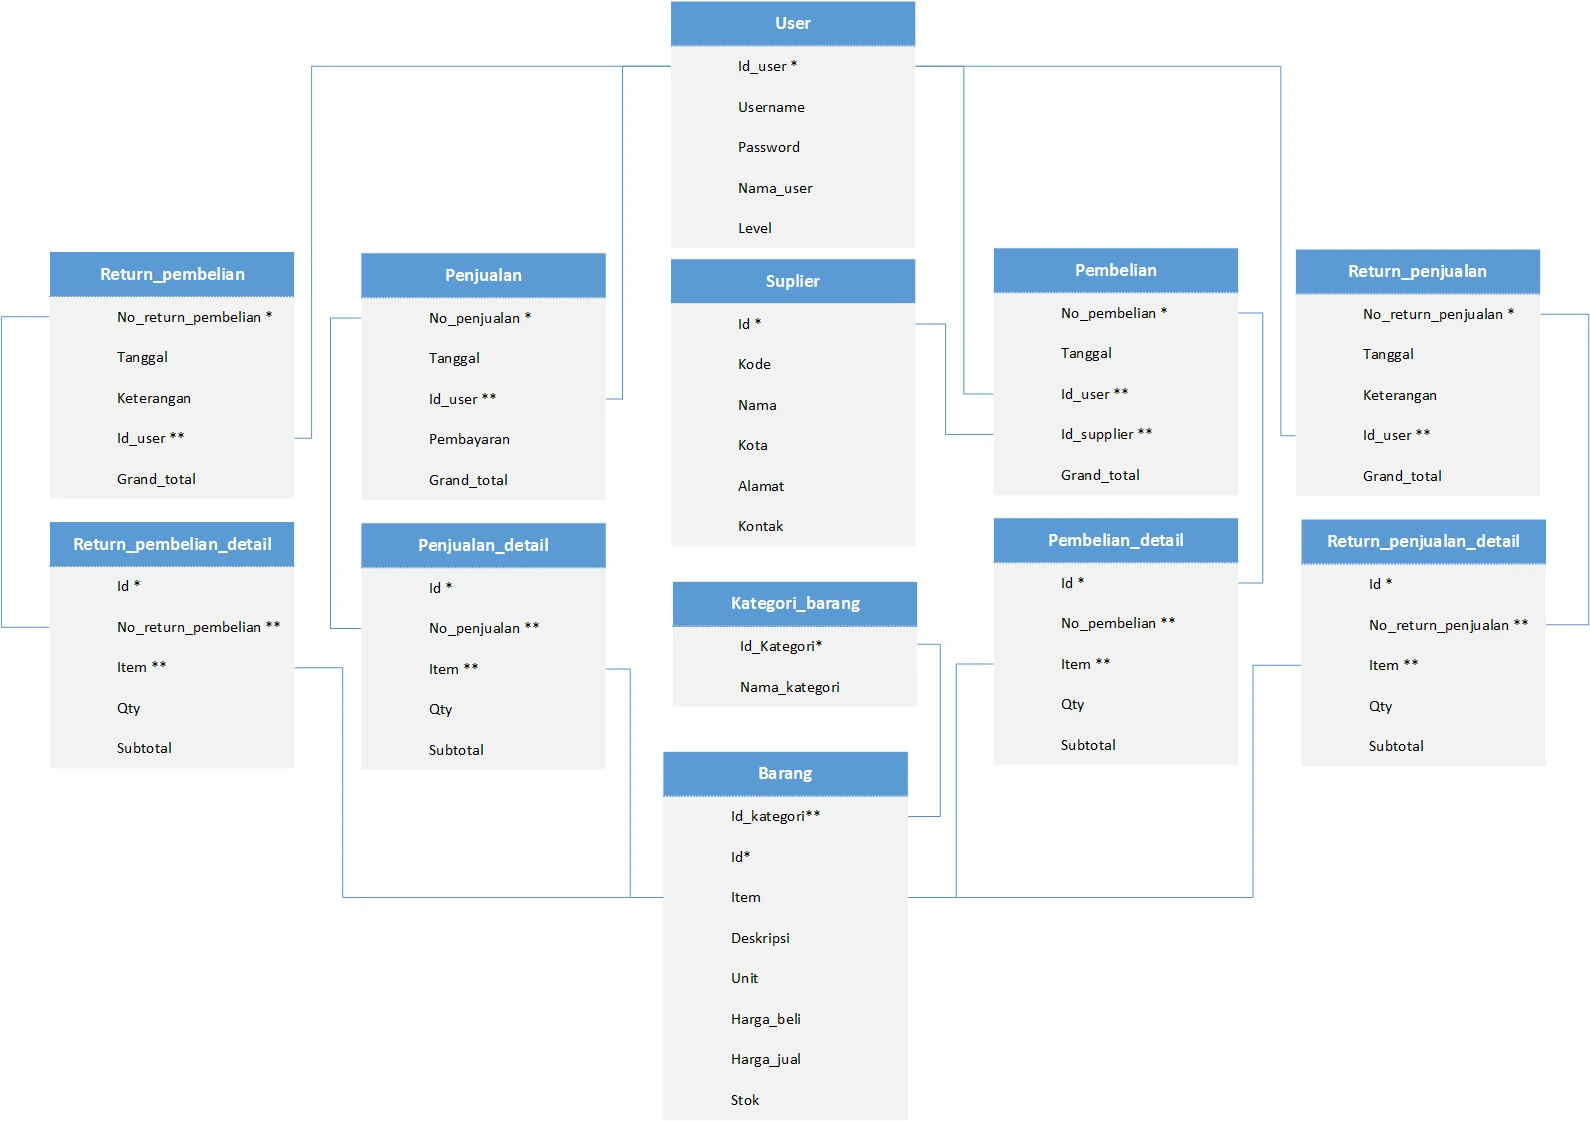 User
Id_user *
Username
Password
Nama_user
Level
Return_pembelian
No_return_pembelian *
Tanggal
Keterangan
Id_user **
Grand_total
Penjualan
No_penjualan *
Tanggal
Id_user **
Pembayaran
Grand_total
Suplier
Id *
Kode
Nama
Kota
Alamat
Kontak
Pembelian
No_pembelian *
Tanggal
Id_user **
Id_supplier **
Grand_total
Return_penjualan
No_return_penjualan *
Tanggal
Keterangan
Id_user **
Grand_total
Return_pembelian_detail
Id *
No_return_pembelian **
Item **
Qty
Subtotal
Penjualan_detail
Id *
No_penjualan **
Item **
Qty
Subtotal
Kategori_barang
Id_Kategori*
Nama_kategori
Pembelian_detail
Id *
No_pembelian **
Item **
Qty
Subtotal
Return_penjualan_detail
Id *
No_return_penjualan **
Item **
Qty
Subtotal
Barang
Id_kategori**
Id*
Item
Deskripsi
Unit
Harga_beli
Harga_jual
Stok